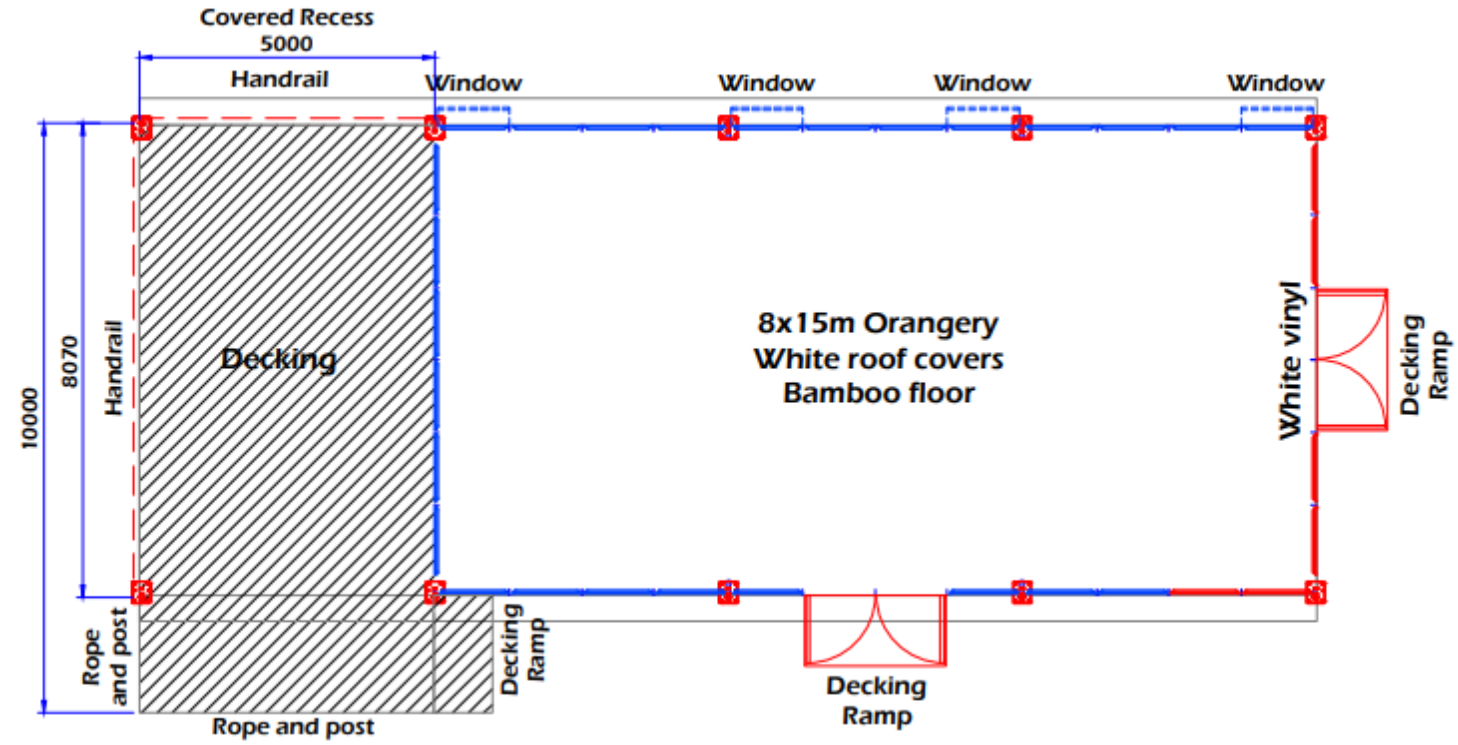 Covered Recess
5000
Handrail
Window
Window
Window
Window
10000
8070
Handrail
Decking
8x15m Orangery
White roof covers
Bamboo floor
White vinyl
Decking
Ramp
Rope
and post
Decking
Ramp
Decking
Ramp
Rope and post